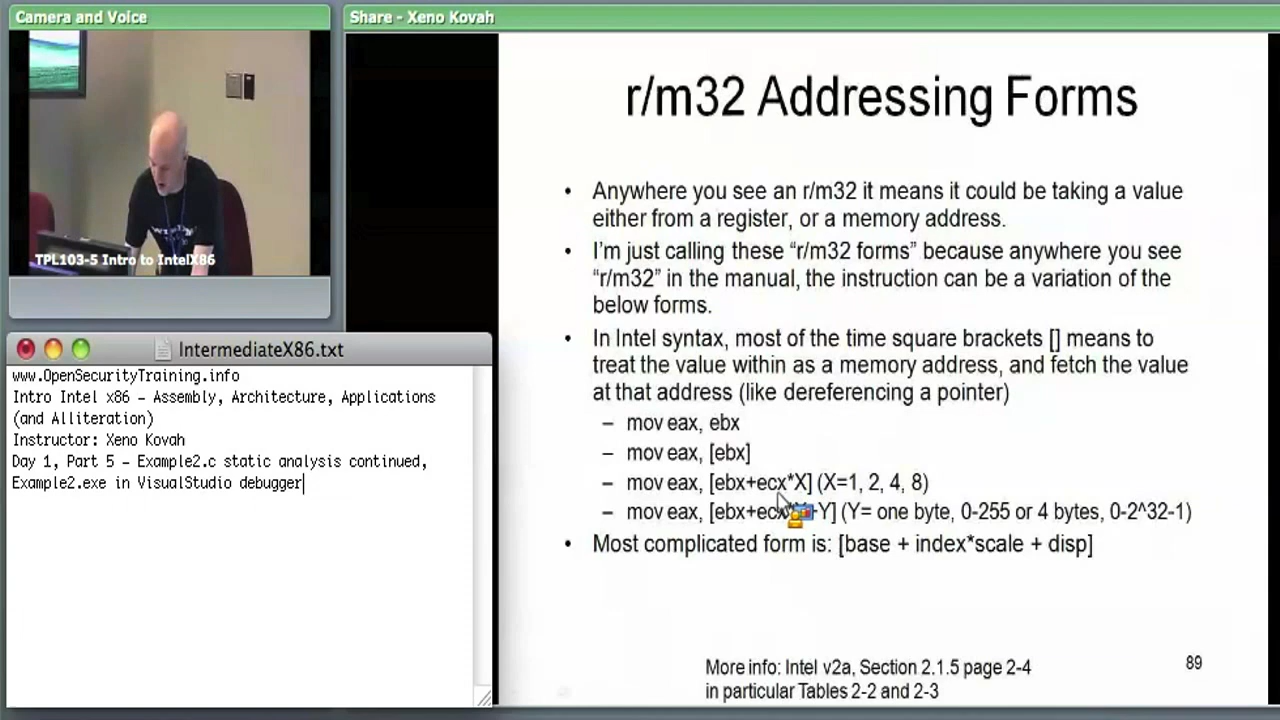 Camera and Voice
TPL103-5 Intro to IntelX86
IntermediateX86.txt
www.OpenSecurityTraining.info
Intro Intel x86 – Assembly, Architecture, Applications
(and Alliteration)
Instructor: Xeno Kovah
Day 1, Part 5 – Example2.c static analysis continued,
Example2.exe in VisualStudio debugger
Share - Xeno Kovah
r/m32 Addressing Forms
• Anywhere you see an r/m32 it means it could be taking a value
either from a register, or a memory address.
• I'm just calling these “r/m32 forms” because anywhere you see
“r/m32” in the manual, the instruction can be a variation of the
below forms.
• In Intel syntax, most of the time square brackets [] means to
treat the value within as a memory address, and fetch the value
at that address (like dereferencing a pointer)
– mov eax, ebx
– mov eax, [ebx]
– mov eax, [ebx+ecx*X] (X=1, 2, 4, 8)
– mov eax, [ebx+ecx*X+Y] (Y= one byte, 0-255 or 4 bytes, 0-2^32-1)
• Most complicated form is: [base + index*scale + disp]
More info: Intel v2a, Section 2.1.5 page 2-4
in particular Tables 2-2 and 2-3
89